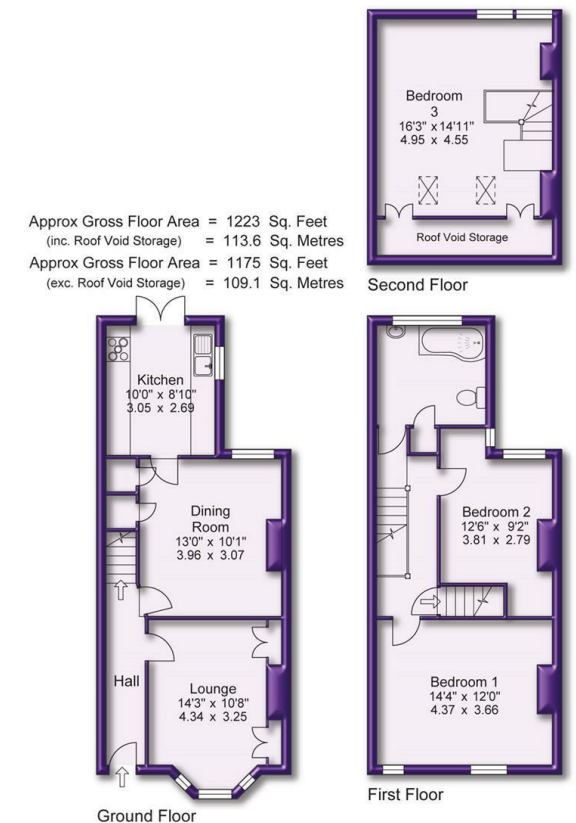 Bedroom
3
16'3" x 14'11"
4.95 x 4.55
Roof Void Storage
Second Floor
Approx Gross Floor Area = 1223 Sq. Feet
(inc. Roof Void Storage) = 113.6 Sq. Metres
Approx Gross Floor Area = 1175 Sq. Feet
(exc. Roof Void Storage) = 109.1 Sq. Metres
Kitchen
10'0" x 8'10"
3.05 x 2.69
Dining
Room
13'0" x 10'1"
3.96 x 3.07
Hall
Lounge
14'3" x 10'8"
4.34 x 3.25
Ground Floor
Bedroom 2
12'6" x 9'2"
3.81 x 2.79
Bedroom 1
14'4" x 12'0"
4.37 x 3.66
First Floor